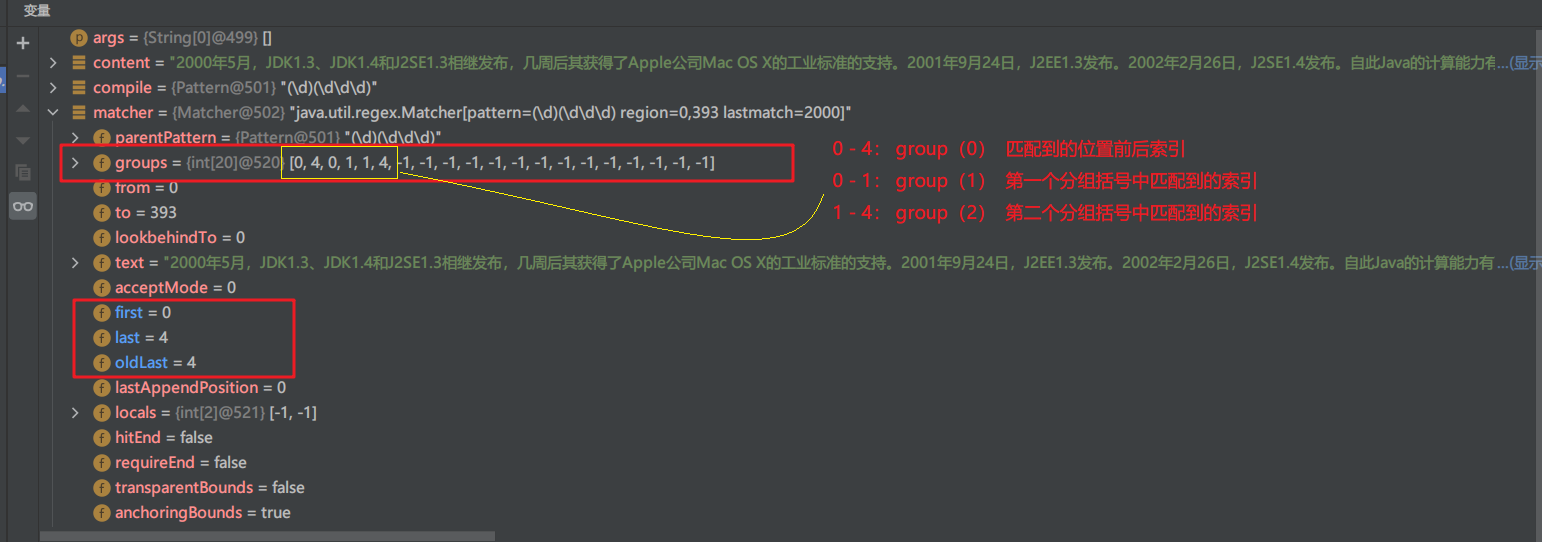 变量
args = {String[0]@499} []
content = "2000年5月，JDK1.3、JDK1.4和J2SE1.3相继发布，几周后其获得了Apple公司Mac OS X的工业标准的支持。2001年9月24日，J2EE1.3发布。2002年2月26日，J2SE1.4发布。自此Java的计算能力有...(显示
compile = {Pattern@501} "(\d)(\d\d\d)"
matcher = {Matcher@502} "java.util.regex.Matcher[pattern=(\d)(\d\d\d) region=0,393 lastmatch=2000]"
parentPattern = {Pattern@501} "(\d)(\d\d\d)"
groups = {int[20]@520} [0, 4, 0, 1, 1, 4, -1, -1, -1, -1, -1, -1, -1, -1, -1, -1, -1, -1, -1, -1]
from = 0
to = 393
lookbehindTo = 0
text = "2000年5月，JDK1.3、JDK1.4和J2SE1.3相继发布，几周后其获得了Apple公司Mac OS X的工业标准的支持。2001年9月24日，J2EE1.3发布。2002年2月26日，J2SE1.4发布。自此Java的计算能力有 ...(显示
acceptMode = 0
first = 0
last = 4
oldLast = 4
lastAppendPosition = 0
locals = {int[2]@521} [-1, -1]
hitEnd = false
requireEnd = false
transparentBounds = false
anchoringBounds = true
0 - 4： group（0） 匹配到的位置前后索引
0 - 1： group（1） 第一个分组括号中匹配到的索引
1 - 4： group（2） 第二个分组括号中匹配到的索引